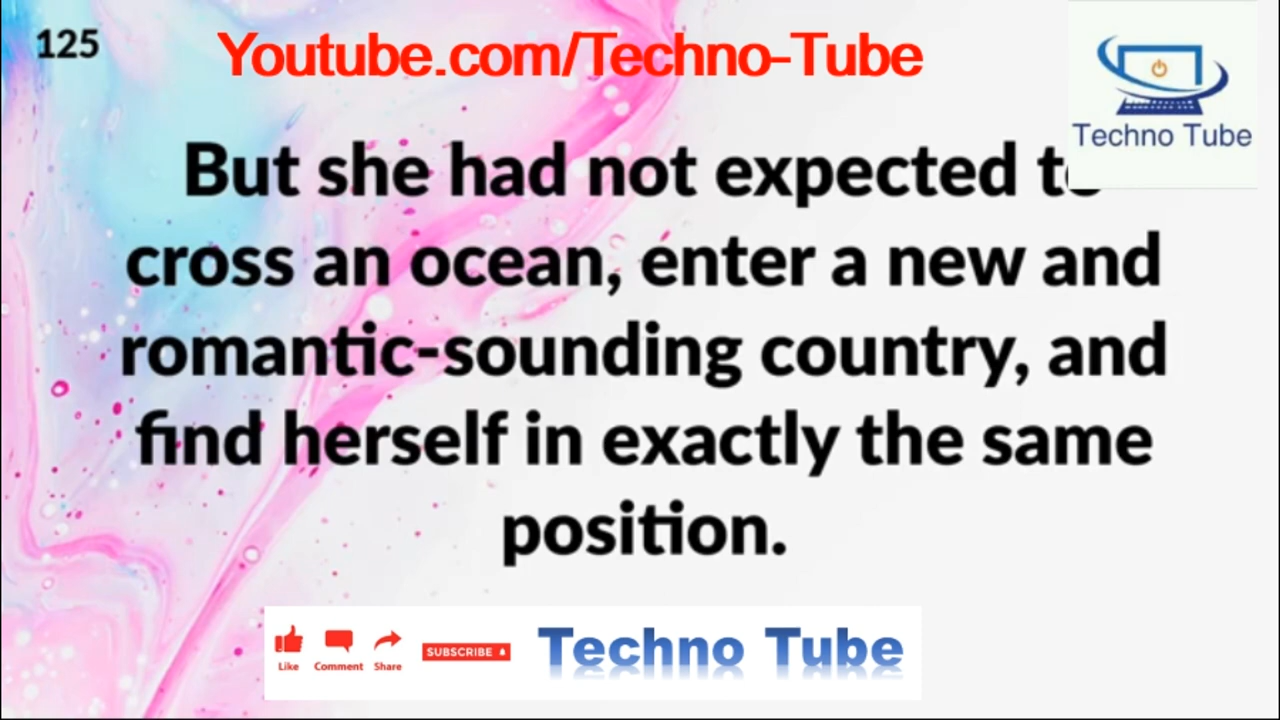 125
Youtube.com/Techno-Tube
Techno Tube
But she had not expected to
cross an ocean, enter a new and
romantic-sounding country, and
find herself in exactly the same
position.
Like Comment Share SUBSCRIBE Techno Tube